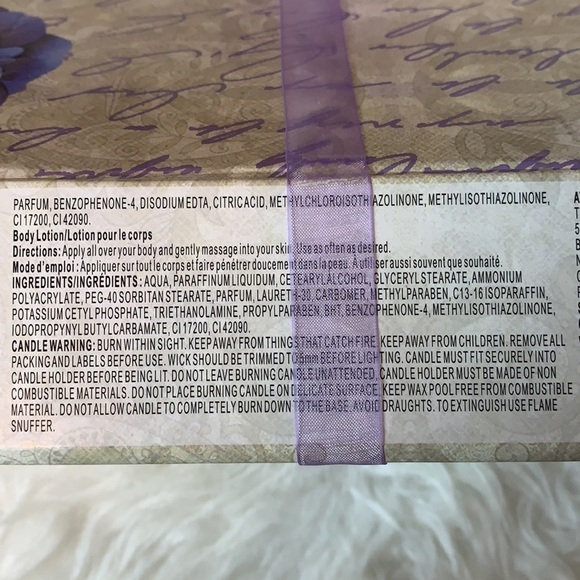 PARFUM, BENZOPHENONE-4, DISODIUM EDTA, CITRIC ACID, METHYLCHLOROISOTHIAZOLINONE, METHYLISOTHIAZOLINONE,
CI 17200, CI 42090.
Body Lotion/Lotion pour le corps
Directions: Apply all over your body and gently massage into your skin. Use as often as desired.
Mode d'emploi: Appliquer sur tout le corps et faire pénétrer doucement dans la peau. À utiliser aussi souvent que souhaité.
INGREDIENTS/INGRÉDIENTS: AQUA, PARAFFINUM LIQUIDUM, CETEARYL ALCOHOL, GLYCERYL STEARATE, AMMONIUM
POLYACRYLATE, PEG-40 SORBITAN STEARATE, PARFUM, LAURETH-30, CARBOMER, METHYLPARABEN, C13-16 ISOPARAFFIN,
POTASSIUM CETYL PHOSPHATE, TRIETHANOLAMINE, PROPYLPARABEN, BHT, BENZOPHENONE-4, METHYLISOTHIAZOLINONE,
IODOPROPYNYL BUTYLCARBAMATE, CI 17200, CI 42090.
CANDLE WARNING: BURN WITHIN SIGHT. KEEP AWAY FROM THINGS THAT CATCH FIRE. KEEP AWAY FROM CHILDREN. REMOVE ALL
PACKING AND LABELS BEFORE USE. WICK SHOULD BE TRIMMED TO 5mm BEFORE LIGHTING. CANDLE MUST FIT SECURELY INTO
CANDLE HOLDER BEFORE BEING LIT. DO NOT LEAVE BURNING CANDLE UNATTENDED, CANDLE HOLDER MUST BE MADE OF NON
COMBUSTIBLE MATERIALS. DO NOT PLACE BURNING CANDLE ON DELICATE SURFACE. KEEP WAX POOL FREE FROM COMBUSTIBLE
MATERIAL. DO NOT ALLOW CANDLE TO COMPLETELY BURN DOWN TO THE BASE. AVOID DRAUGHTS. TO EXTINGUISH USE FLAME
SNUFFER.